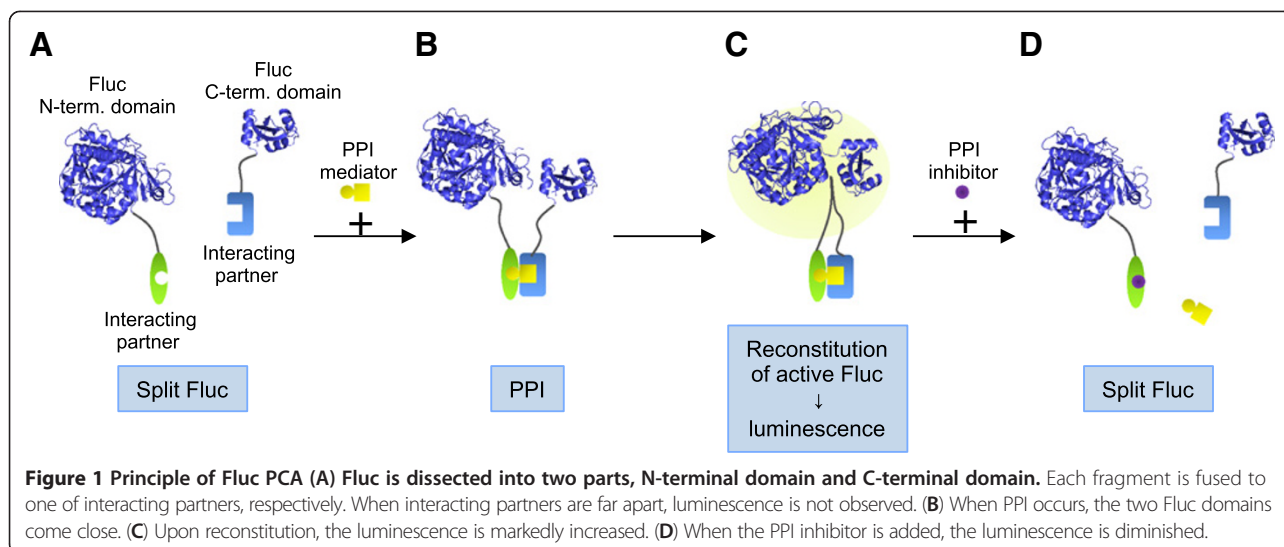 A
B
C
D
Fluc
N-term. domain
Fluc
C-term. domain
PPI
mediator
+
Interacting
partner
Interacting
partner
PPI
inhibitor
+
Split Fluc
PPI
Reconstitution
of active Fluc
↓
luminescence
Split Fluc
Figure 1 Principle of Fluc PCA (A) Fluc is dissected into two parts, N-terminal domain and C-terminal domain. Each fragment is fused to
one of interacting partners, respectively. When interacting partners are far apart, luminescence is not observed. (B) When PPI occurs, the two Fluc domains
come close. (C) Upon reconstitution, the luminescence is markedly increased. (D) When the PPI inhibitor is added, the luminescence is diminished.